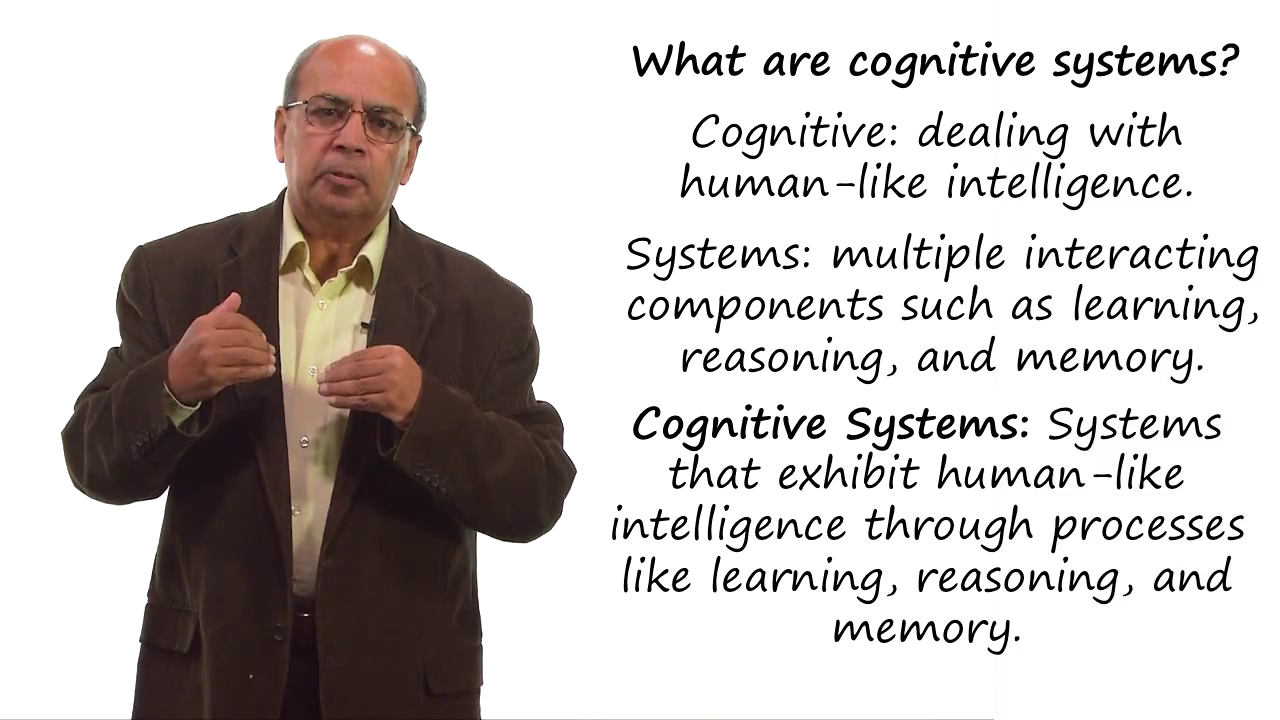 What are cognitive systems?
Cognitive: dealing with
human-like intelligence.
Systems: multiple interacting
components such as learning,
reasoning, and memory.
Cognitive Systems: Systems
that exhibit human-like
intelligence through processes
like learning, reasoning, and
memory.